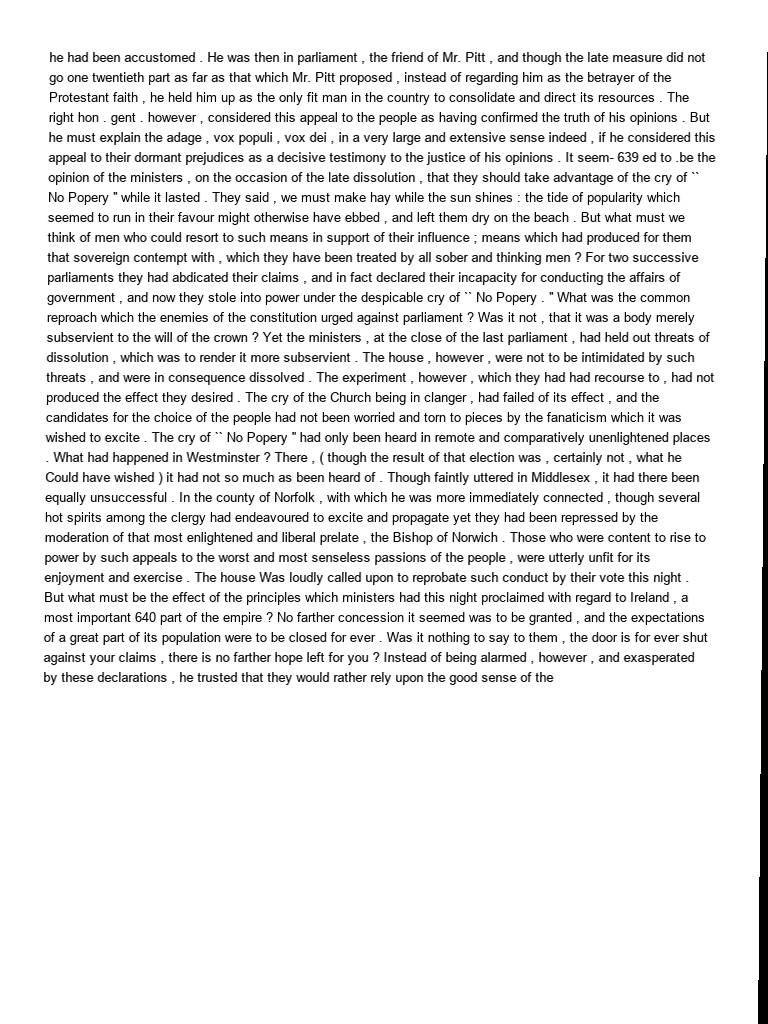 he had been accustomed . He was then in parliament , the friend of Mr. Pitt , and though the late measure did not
go one twentieth part as far as that which Mr. Pitt proposed , instead of regarding him as the betrayer of the
Protestant faith , he held him up as the only fit man in the country to consolidate and direct its resources . The
right hon . gent . however , considered this appeal to the people as having confirmed the truth of his opinions . But
he must explain the adage , vox populi , vox dei , in a very large and extensive sense indeed , if he considered this
appeal to their dormant prejudices as a decisive testimony to the justice of his opinions . It seem- 639 ed to .be the
opinion of the ministers , on the occasion of the late dissolution , that they should take advantage of the cry of ``
No Popery '' while it lasted . They said , we must make hay while the sun shines : the tide of popularity which
seemed to run in their favour might otherwise have ebbed , and left them dry on the beach . But what must we
think of men who could resort to such means in support of their influence ; means which had produced for them
that sovereign contempt with , which they have been treated by all sober and thinking men ? For two successive
parliaments they had abdicated their claims , and in fact declared their incapacity for conducting the affairs of
government , and now they stole into power under the despicable cry of `` No Popery . '' What was the common
reproach which the enemies of the constitution urged against parliament ? Was it not , that it was a body merely
subservient to the will of the crown ? Yet the ministers , at the close of the last parliament , had held out threats of
dissolution , which was to render it more subservient . The house , however , were not to be intimidated by such
threats , and were in consequence dissolved . The experiment , however , which they had had recourse to , had not
produced the effect they desired . The cry of the Church being in clanger , had failed of its effect , and the
candidates for the choice of the people had not been worried and torn to pieces by the fanaticism which it was
wished to excite . The cry of `` No Popery '' had only been heard in remote and comparatively unenlightened places
. What had happened in Westminster ? There , ( though the result of that election was , certainly not , what he
Could have wished ) it had not so much as been heard of . Though faintly uttered in Middlesex , it had there been
equally unsuccessful . In the county of Norfolk , with which he was more immediately connected , though several
hot spirits among the clergy had endeavoured to excite and propagate yet they had been repressed by the
moderation of that most enlightened and liberal prelate , the Bishop of Norwich . Those who were content to rise to
power by such appeals to the worst and most senseless passions of the people , were utterly unfit for its
enjoyment and exercise . The house Was loudly called upon to reprobate such conduct by their vote this night .
But what must be the effect of the principles which ministers had this night proclaimed with regard to Ireland , a
most important 640 part of the empire ? No farther concession it seemed was to be granted , and the expectations
of a great part of its population were to be closed for ever . Was it nothing to say to them , the door is for ever shut
against your claims , there is no farther hope left for you ? Instead of being alarmed , however , and exasperated
by these declarations , he trusted that they would rather rely upon the good sense of the